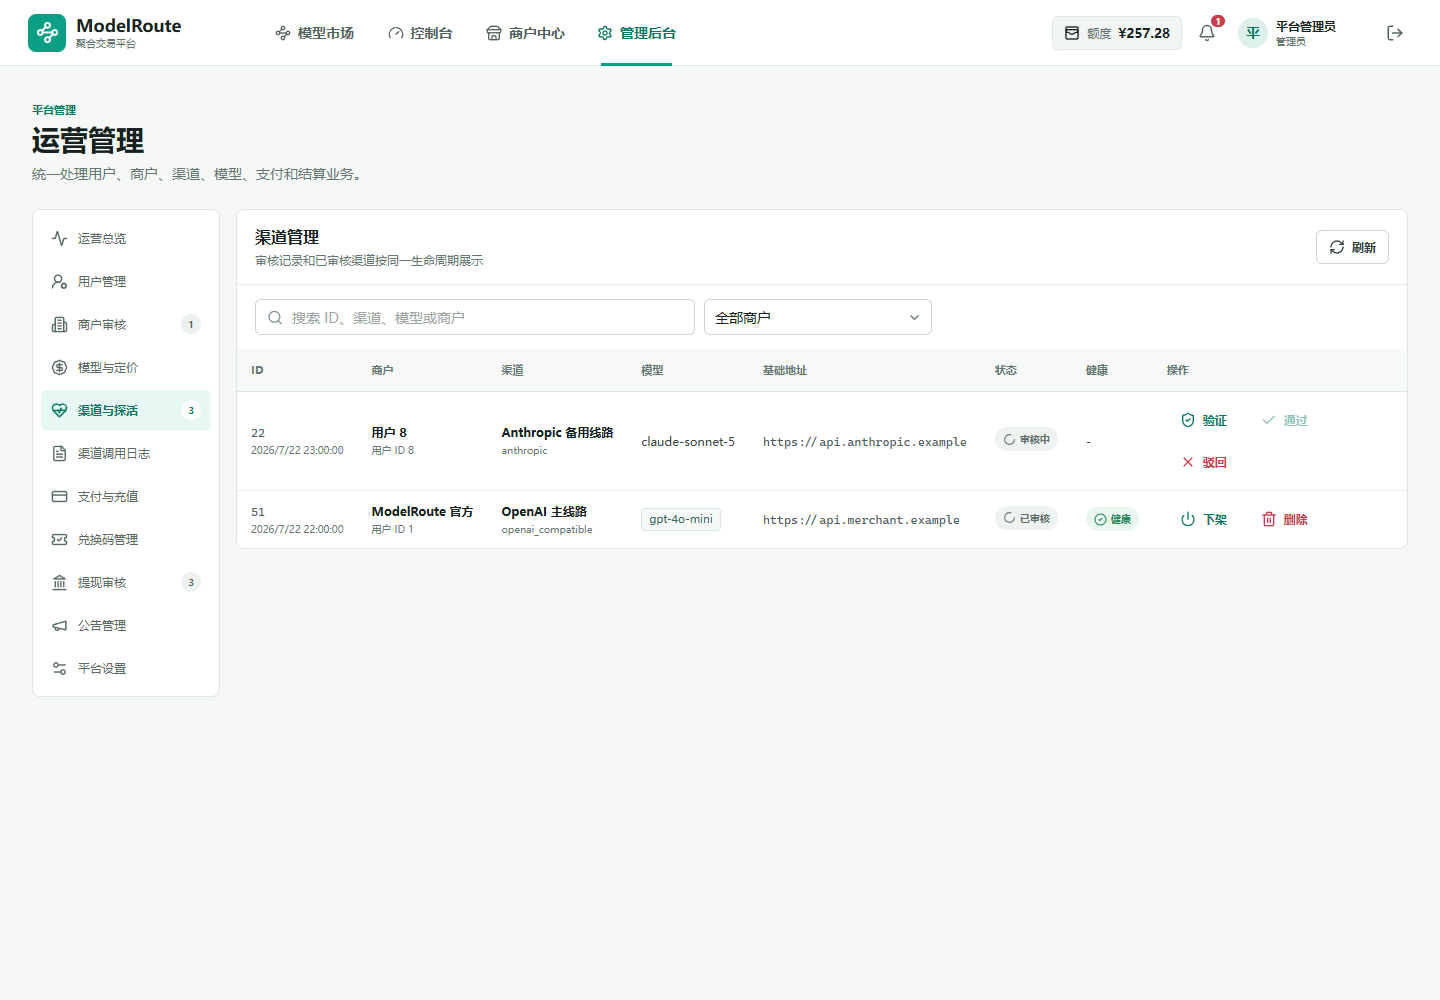 ModelRoute
聚合交易平台
模型市场
控制台
商户中心
管理后台
额度 ¥257.28
1
平
平台管理员
管理员
平台管理
运营管理
统一处理用户、商户、渠道、模型、支付和结算业务。
运营总览
用户管理
商户审核 1
模型与定价
渠道与探活 3
渠道调用日志
支付与充值
兑换码管理
提现审核 3
公告管理
平台设置
渠道管理
审核记录和已审核渠道按同一生命周期展示
刷新
搜索 ID、渠道、模型或商户
全部商户
ID 商户 渠道 模型 基础地址 状态 健康 操作
22
2026/7/22 23:00:00
用户 8
用户 ID 8
Anthropic 备用线路
anthropic
claude-sonnet-5
https://api.anthropic.example
审核中
-
验证
通过
驳回
51
2026/7/22 22:00:00
ModelRoute 官方
用户 ID 1
OpenAI 主线路
openai_compatible
gpt-4o-mini
https://api.merchant.example
已审核
健康
下架
删除